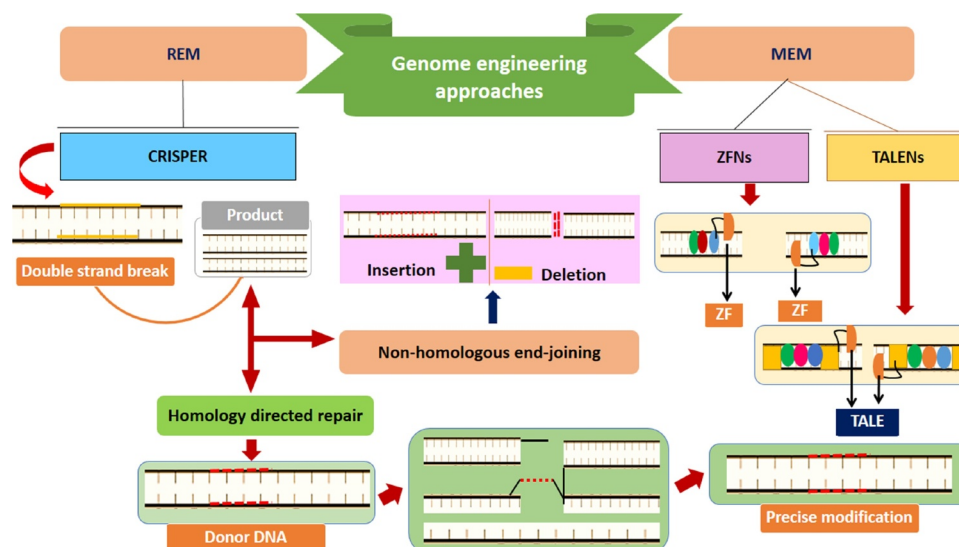 REM
Genome engineering
approaches
MEM
CRISPER
ZFNs
TALENs
Product
Double strand break
Insertion
Deletion
ZF
ZF
Non-homologous end-joining
TALE
Homology directed repair
Donor DNA
Precise modification